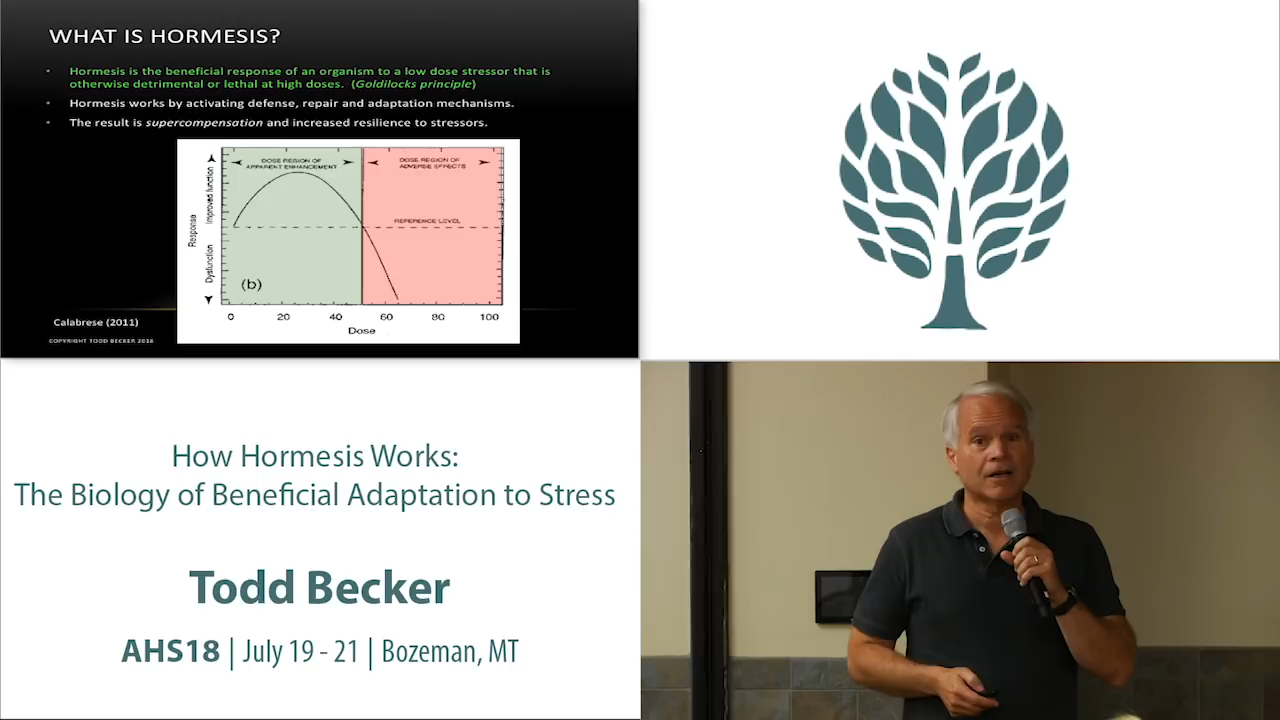 WHAT IS HORMESIS?
• Hormesis is the beneficial response of an organism to a low dose stressor that is
otherwise detrimental or lethal at high doses. (Goldilocks principle)
• Hormesis works by activating defense, repair and adaptation mechanisms.
• The result is supercompensation and increased resilience to stressors.
DOSE REGION OF
APPARENT ENHANCEMENT
DOSE REGION OF
ADVERSE EFFECTS
Improved function
Response
REFERENCE LEVEL
Dysfunction
(b)
0 20 40 60 80 100
Dose
Calabrese (2011)
COPYRIGHT TODD BECKER 2018
How Hormesis Works:
The Biology of Beneficial Adaptation to Stress
Todd Becker
AHS18 | July 19 - 21 | Bozeman, MT